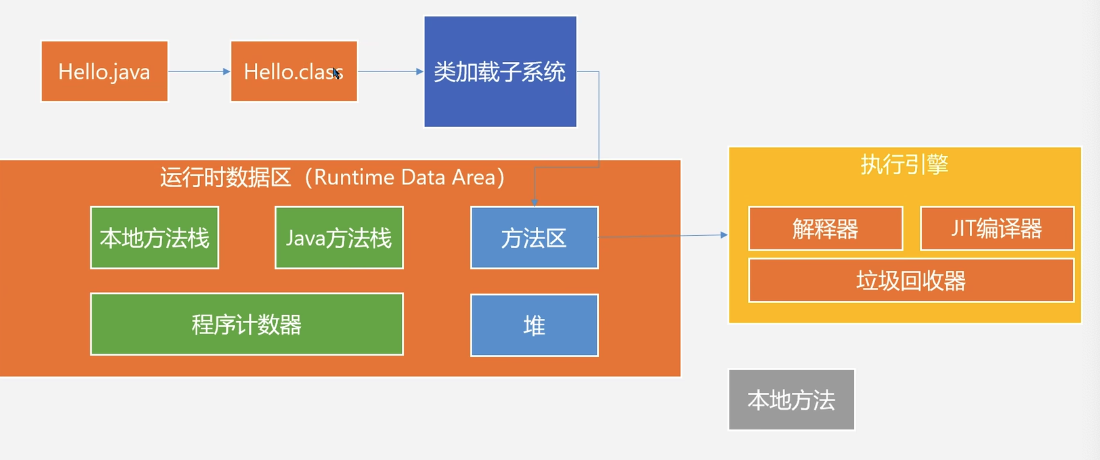 Hello.java
Hello.class
类加载子系统
运行时数据区（Runtime Data Area）
本地方法栈
Java方法栈
方法区
程序计数器
堆
执行引擎
解释器
JIT编译器
垃圾回收器
本地方法